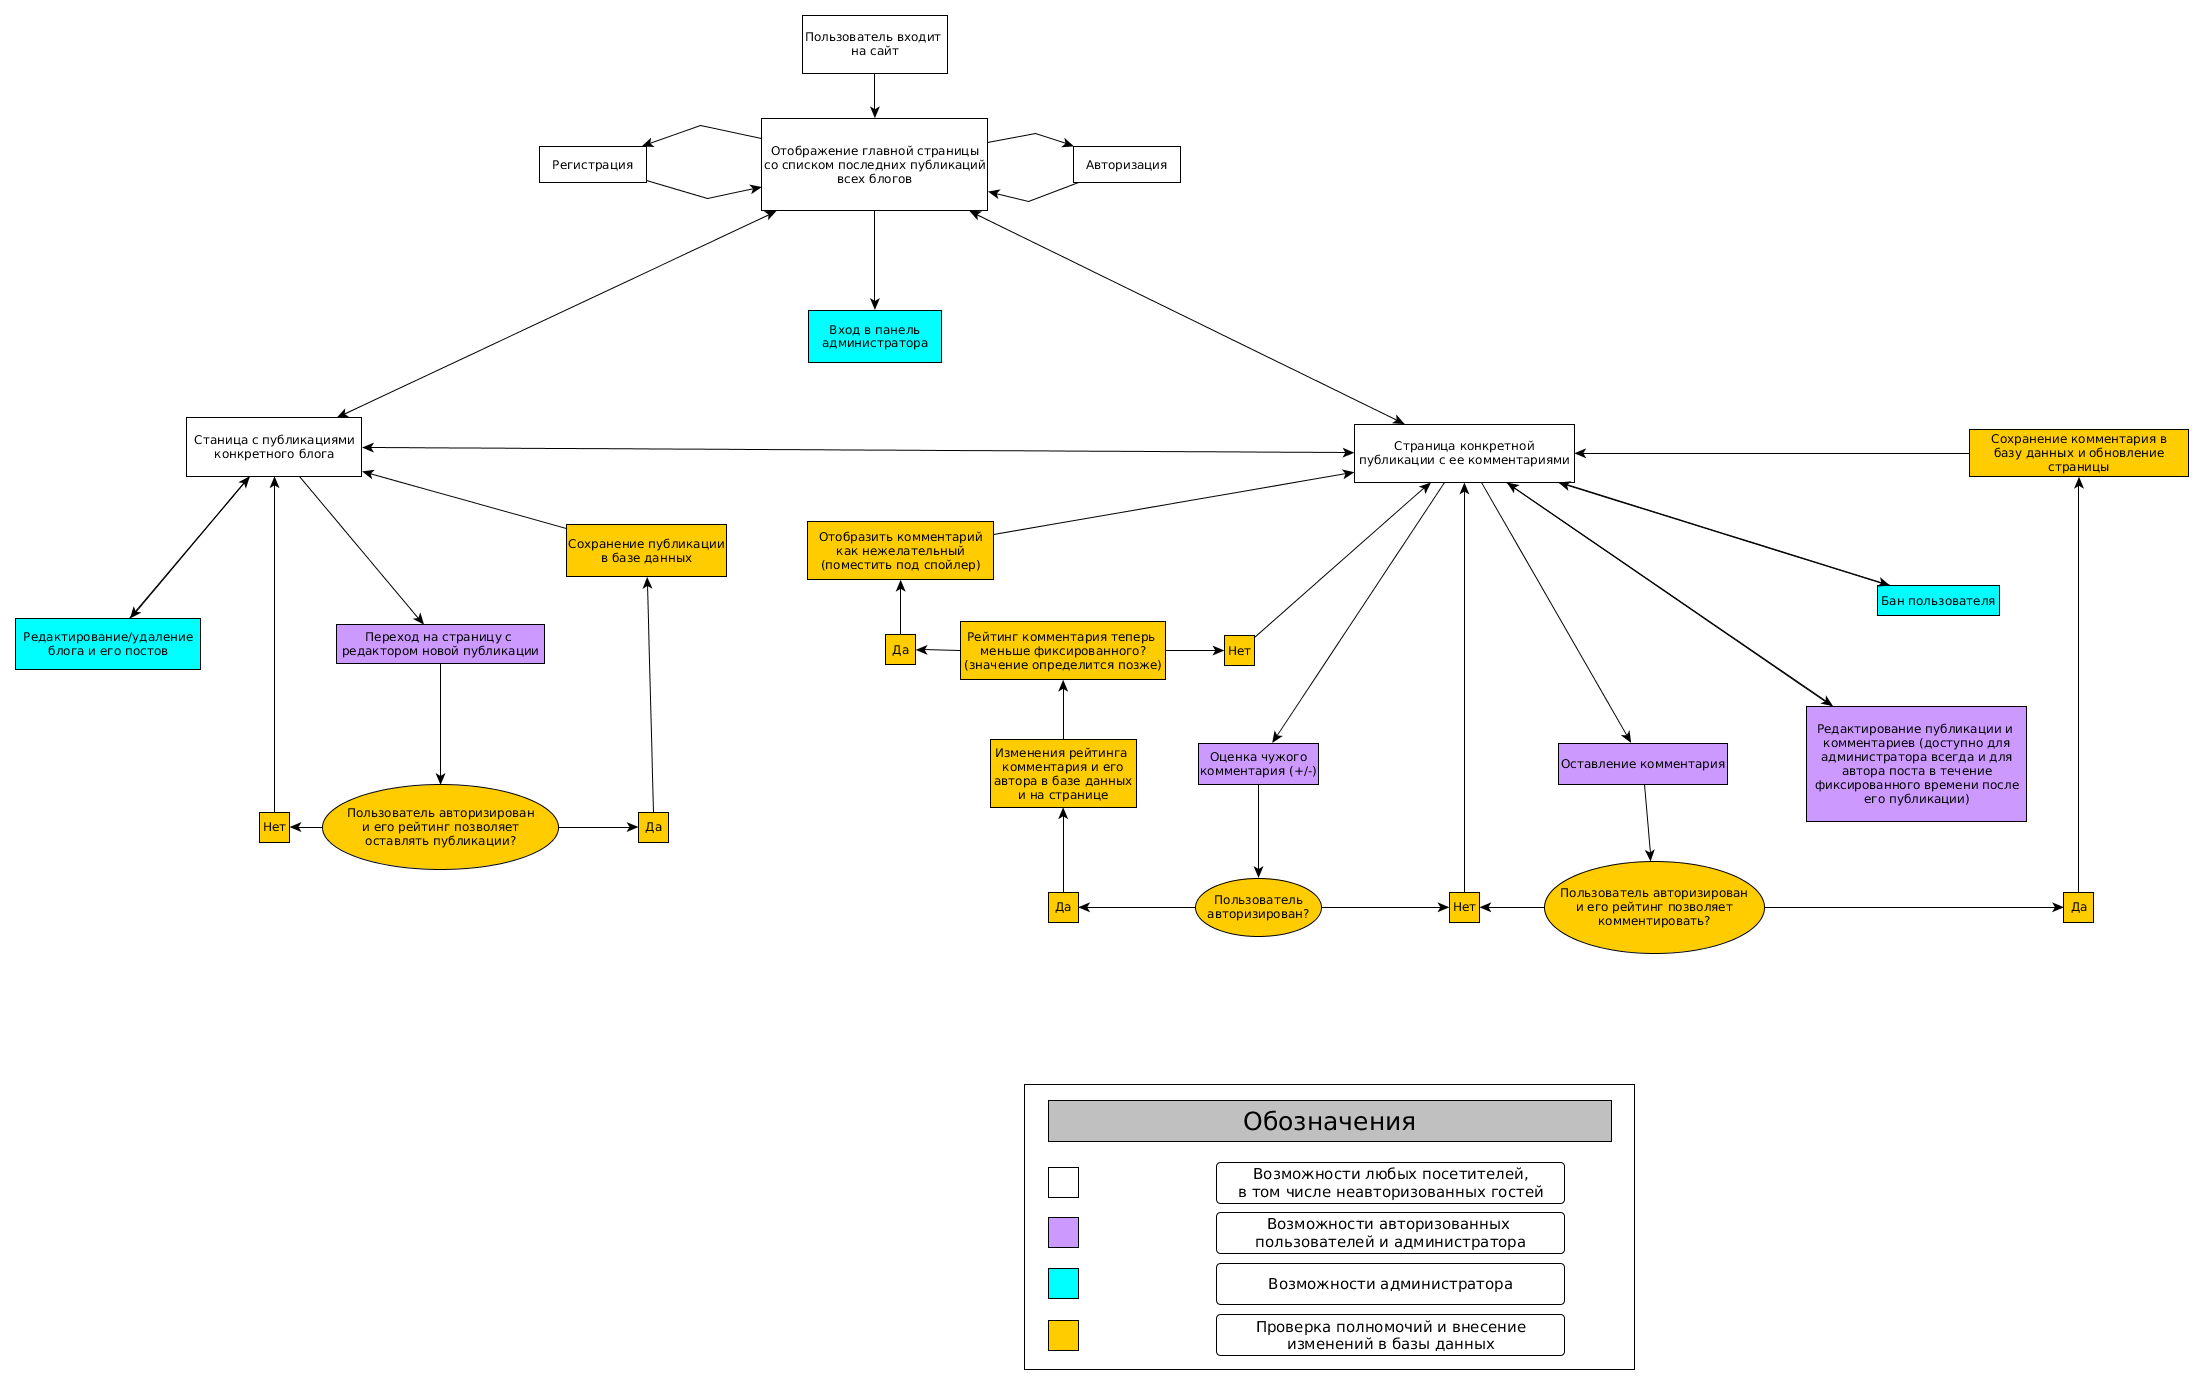 Пользователь входит
на сайт
Отображение главной страницы
со списком последних публикаций
всех блогов
Регистрация
Авторизация
Вход в панель
администратора
Станица с публикациями
конкретного блога
Страница конкретной
публикации с ее комментариями
Сохранение комментария в
базу данных и обновление
страницы
Сохранение публикации
в базе данных
Отобразить комментарий
как нежелательный
(поместить под спойлер)
Бан пользователя
Редактирование/удаление
блога и его постов
Переход на страницу с
редактором новой публикации
Да
Рейтинг комментария теперь
меньше фиксированного?
(значение определится позже)
Нет
Изменения рейтинга
комментария и его
автора в базе данных
и на странице
Оценка чужого
комментария (+/-)
Оставление комментария
Редактирование публикации и
комментариев (доступно для
администратора всегда и для
автора поста в течение
фиксированного времени после
его публикации)
Нет
Пользователь авторизирован
и его рейтинг позволяет
оставлять публикации?
Да
Да
Пользователь
авторизирован?
Нет
Пользователь авторизирован
и его рейтинг позволяет
комментировать?
Да
Обозначения
Возможности любых посетителей,
в том числе неавторизованных гостей
Возможности авторизованных
пользователей и администратора
Возможности администратора
Проверка полномочий и внесение
изменений в базы данных